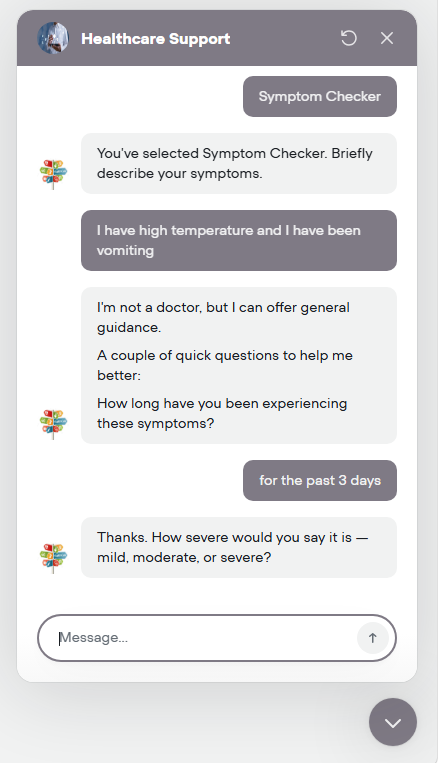 Healthcare Support
Symptom Checker
You've selected Symptom Checker. Briefly
describe your symptoms.
I have high temperature and I have been
vomiting
I'm not a doctor, but I can offer general
guidance.
A couple of quick questions to help me
better:
How long have you been experiencing
these symptoms?
for the past 3 days
Thanks. How severe would you say it is —
mild, moderate, or severe?
Message...